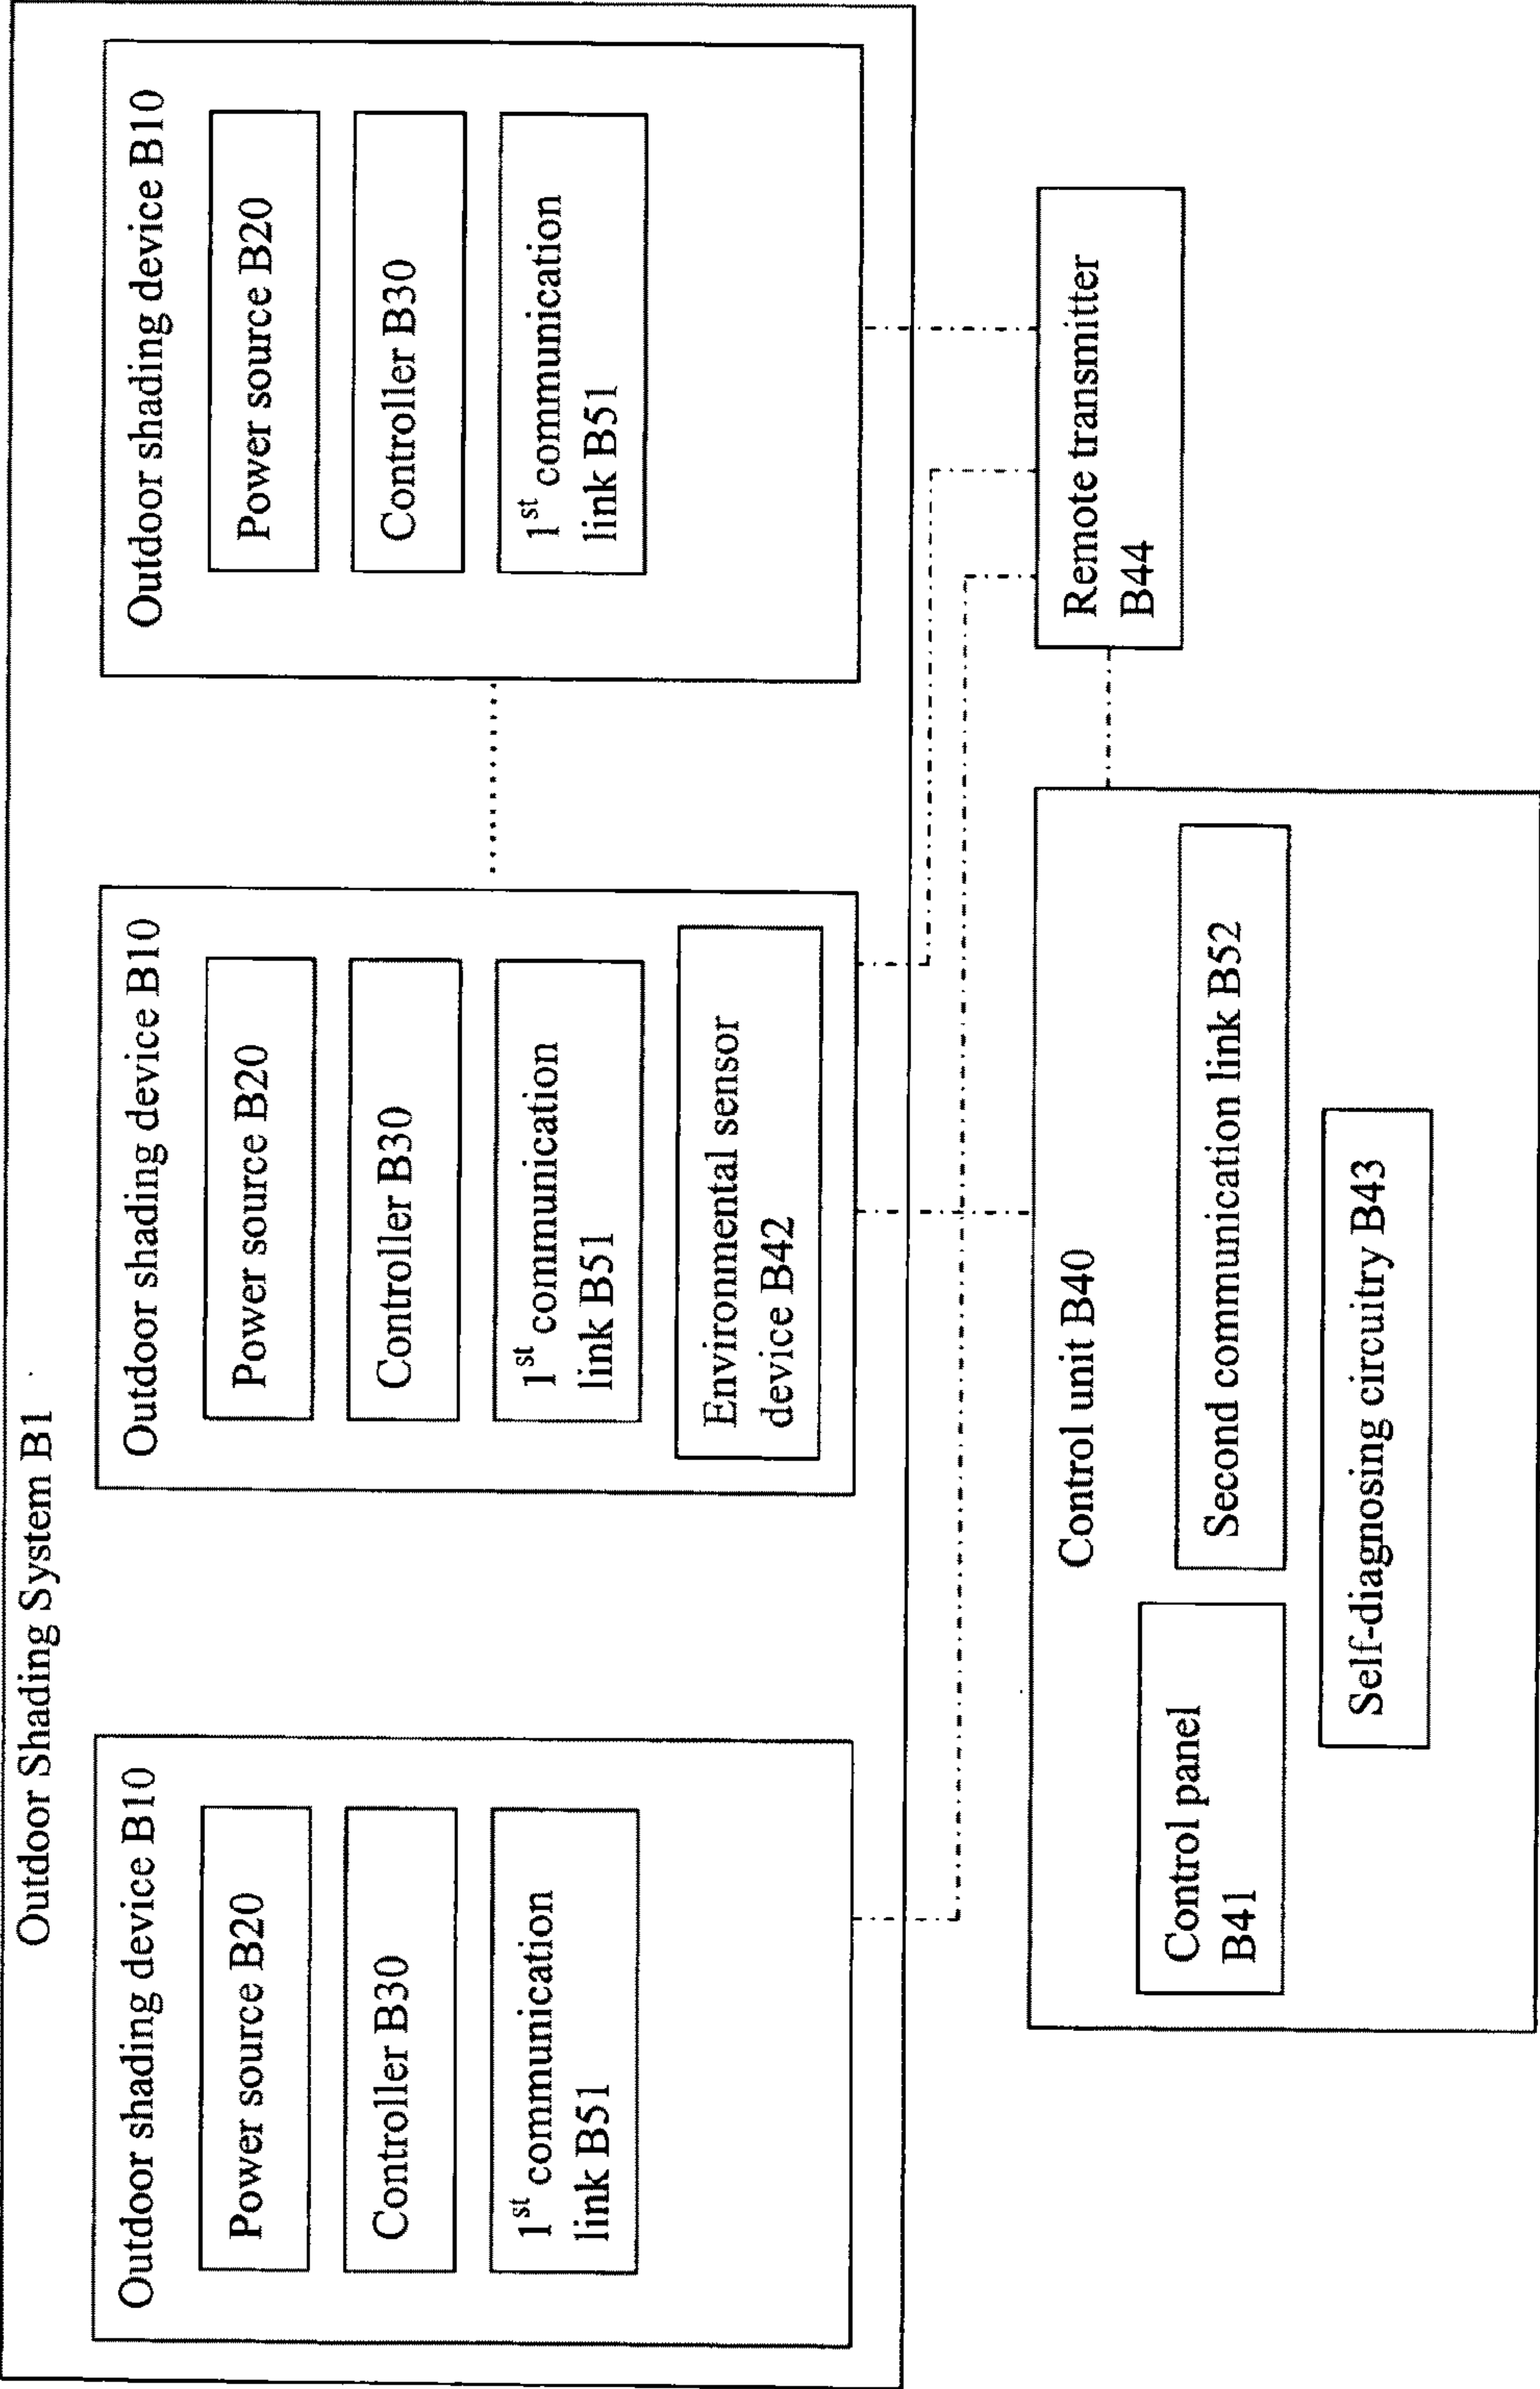 Outdoor Shading System B1
Outdoor shading device B10
Power source B20
Controller B30
1st communication
link B51
Outdoor shading device B10
Power source B20
Controller B30
1st communication
link B51
Environmental sensor
device B42
Outdoor shading device B10
Power source B20
Controller B30
1st communication
link B51
Control unit B40
Control panel
B41
Second communication link B52
Self-diagnosing circuitry B43
Remote transmitter
B44